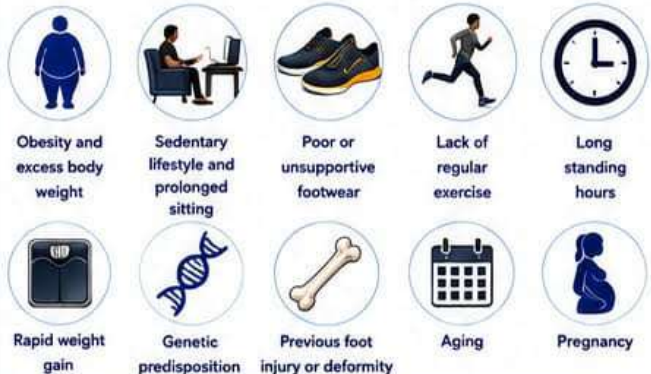 Obesity and
excess body
weight
Sedentary
lifestyle and
prolonged
sitting
Poor or
unsupportive
footwear
Lack of
regular
exercise
Long
standing
hours
Rapid weight
gain
Genetic
predisposition
Previous foot
injury or deformity
Aging
Pregnancy